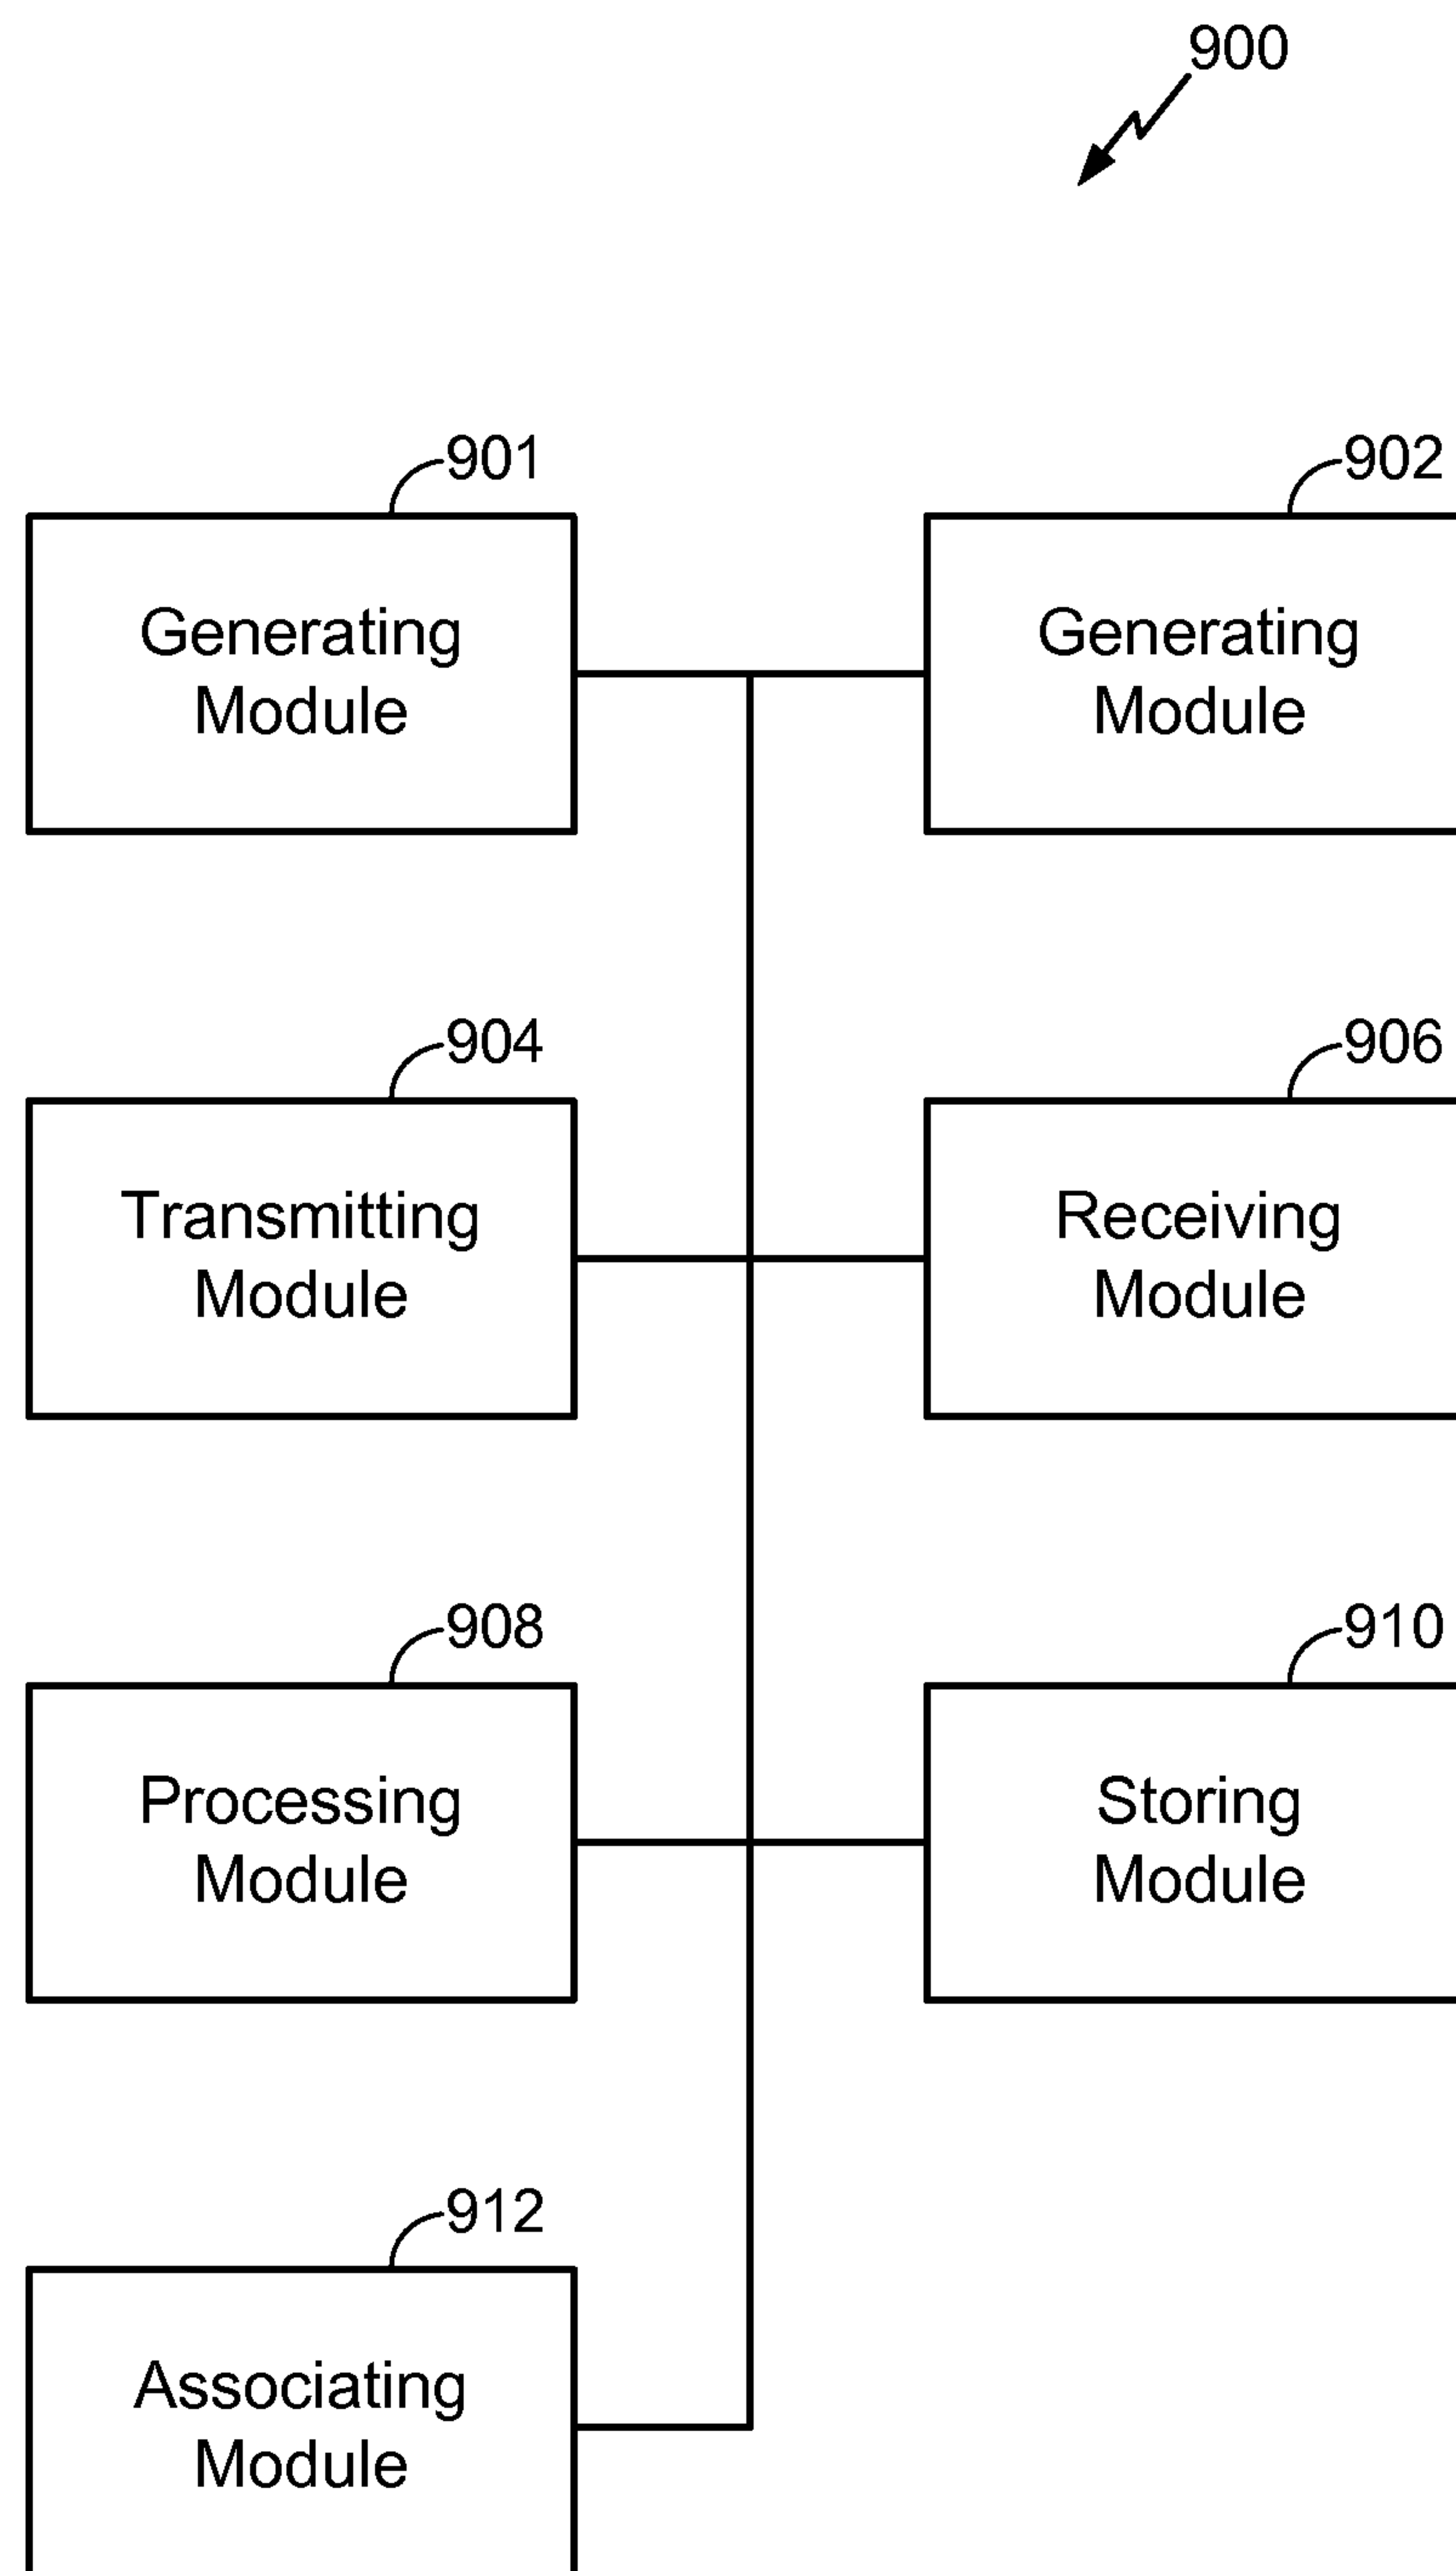 900
901
902
Generating
Module
Generating
Module
904
906
Transmitting
Module
Receiving
Module
908
910
Processing
Module
Storing
Module
912
Associating
Module